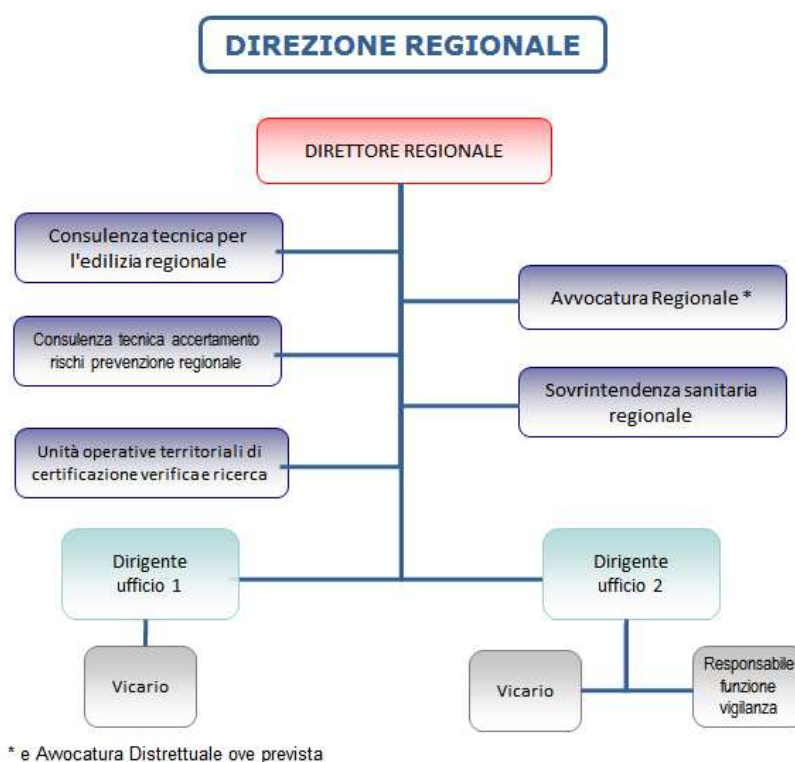 DIREZIONE REGIONALE
DIRETTORE REGIONALE
Consulenza tecnica per
l'edilizia regionale
Avvocatura Regionale *
Consulenza tecnica accertamento
rischi prevenzione regionale
Sovrintendenza sanitaria
regionale
Unità operative territoriali di
certificazione verifica e ricerca
Dirigente
ufficio 1
Dirigente
ufficio 2
Vicario
Vicario
Responsabile
funzione
vigilanza
* e Avvocatura Distrettuale ove prevista